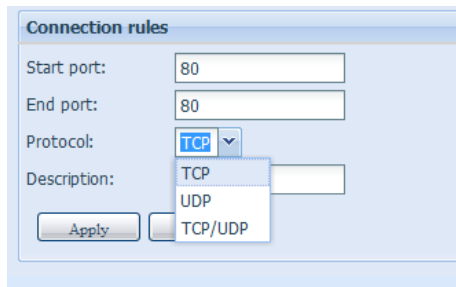 Connection rules
Start port: 80
End port: 80
Protocol: TCP
TCP
Description:
UDP
TCP/UDP
Apply